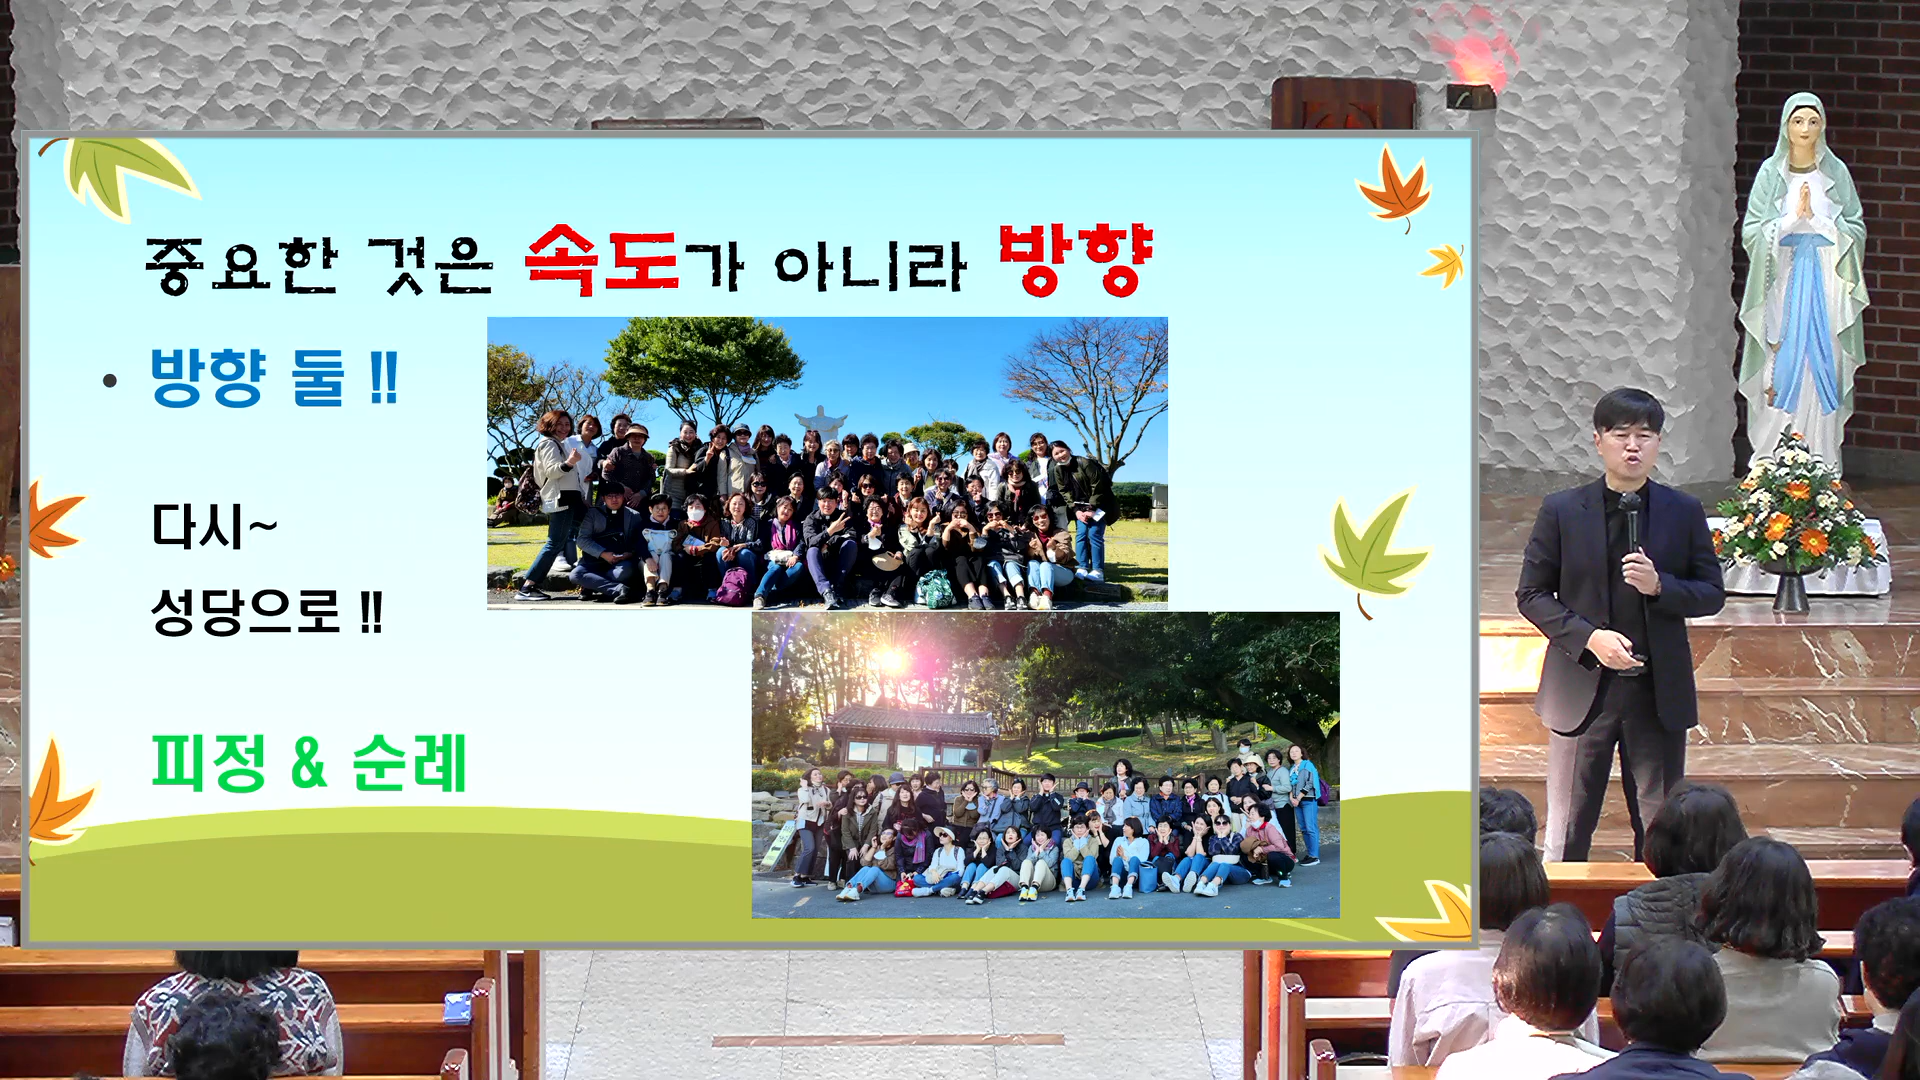 중요한 것은 속도가 아니라 방향
• 방향 둘 !!
다시~
성당으로 !!
피정 & 순례